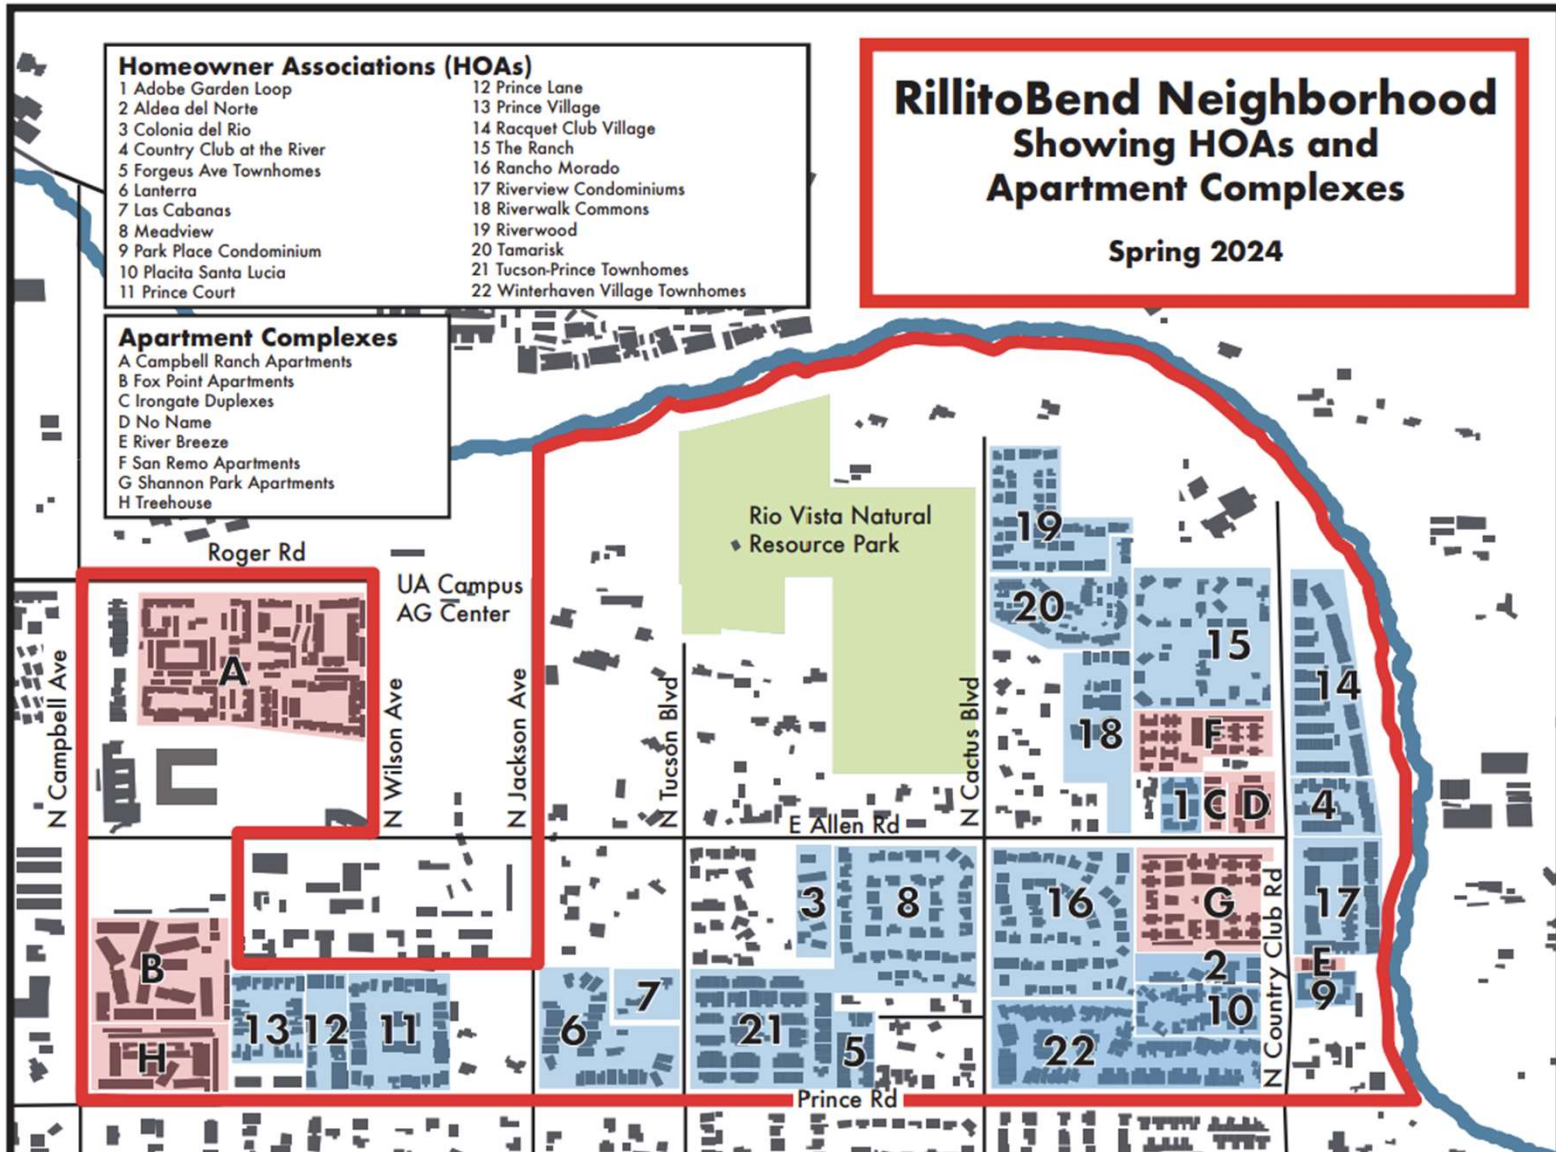 Homeowner Associations (HOAs)
1 Adobe Garden Loop
2 Aldea del Norte
3 Colonia del Rio
4 Country Club at the River
5 Forgeus Ave Townhomes
6 Lanterra
7 Las Cabanas
8 Meadview
9 Park Place Condominium
10 Placita Santa Lucia
11 Prince Court
12 Prince Lane
13 Prince Village
14 Racquet Club Village
15 The Ranch
16 Rancho Morado
17 Riverview Condominiums
18 Riverwalk Commons
19 Riverwood
20 Tamarisk
21 Tucson-Prince Townhomes
22 Winterhaven Village Townhomes
RillitoBend Neighborhood
Showing HOAs and
Apartment Complexes
Spring 2024
Apartment Complexes
A Campbell Ranch Apartments
B Fox Point Apartments
C Irongate Duplexes
D No Name
E River Breeze
F San Remo Apartments
G Shannon Park Apartments
H Treehouse
Roger Rd
UA Campus
AG Center
Rio Vista Natural
Resource Park
19
20
15
14
A
18
F
1
C
D
4
N Campbell Ave
N Wilson Ave
N Jackson Ave
N Tucson Blvd
N Cactus Blvd
E Allen Rd
3
8
16
G
17
N Country Club Rd
B
2
E
7
9
10
13
12
11
6
21
5
22
H
Prince Rd